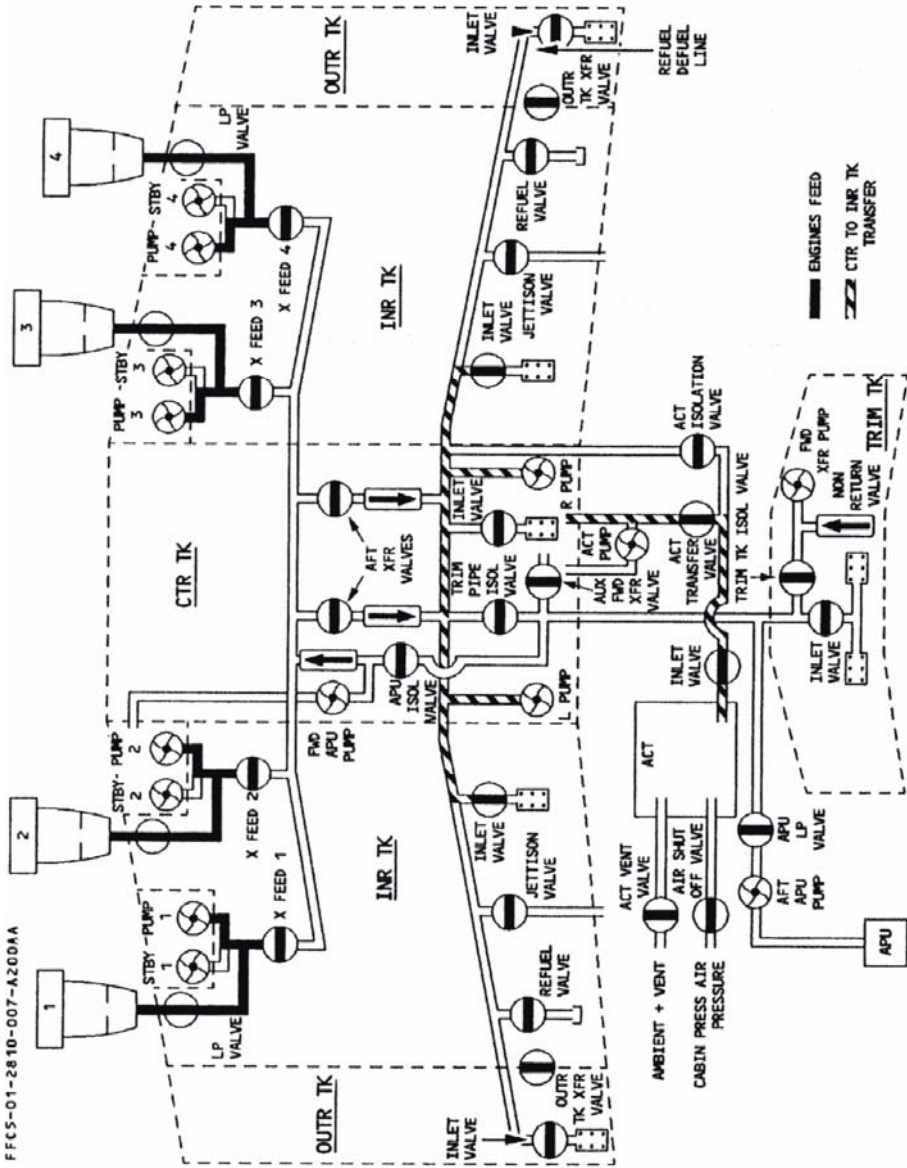 FFC5-01-2810-007-A200AA
1
2
3
4
LP
VALVE
STBY-PUMP
1
1
STBY-PUMP
2
2
PUMP-STBY
3
3
PUMP-STBY
4
4
LP
VALVE
X FEED 1
X FEED 2
X FEED 3
X FEED 4
OUTR TK
INR TK
CTR TK
INR TK
OUTR TK
FWD
APU
PUMP
APU
ISOL
VALVE
AFT
XFR
VALVES
TRIM
PIPE
ISOL
VALVE
INLET
VALVE
L PUMP
R PUMP
INLET
VALVE
OUTR
TK XFR
VALVE
REFUEL
VALVE
JETTISON
VALVE
INLET
VALVE
INLET
VALVE
JETTISON
VALVE
REFUEL
VALVE
OUTR
TK XFR
VALVE
INLET
VALVE
REFUEL
DEFUEL
LINE
AUX
FWD
XFR
VALVE
ACT
PUMP
ACT
TRANSFER
VALVE
ACT
ISOLATION
VALVE
INLET
VALVE
ACT
ACT VENT
VALVE
AIR SHUT
OFF VALVE
AMBIENT + VENT
CABIN PRESS AIR
PRESSURE
APU
LP
VALVE
AFT
APU
PUMP
APU
TRIM TK ISOL VALVE
FWD
XFR PUMP
NON
RETURN
VALVE
TRIM TK
INLET
VALVE
ENGINES FEED
CTR TO INR TK
TRANSFER